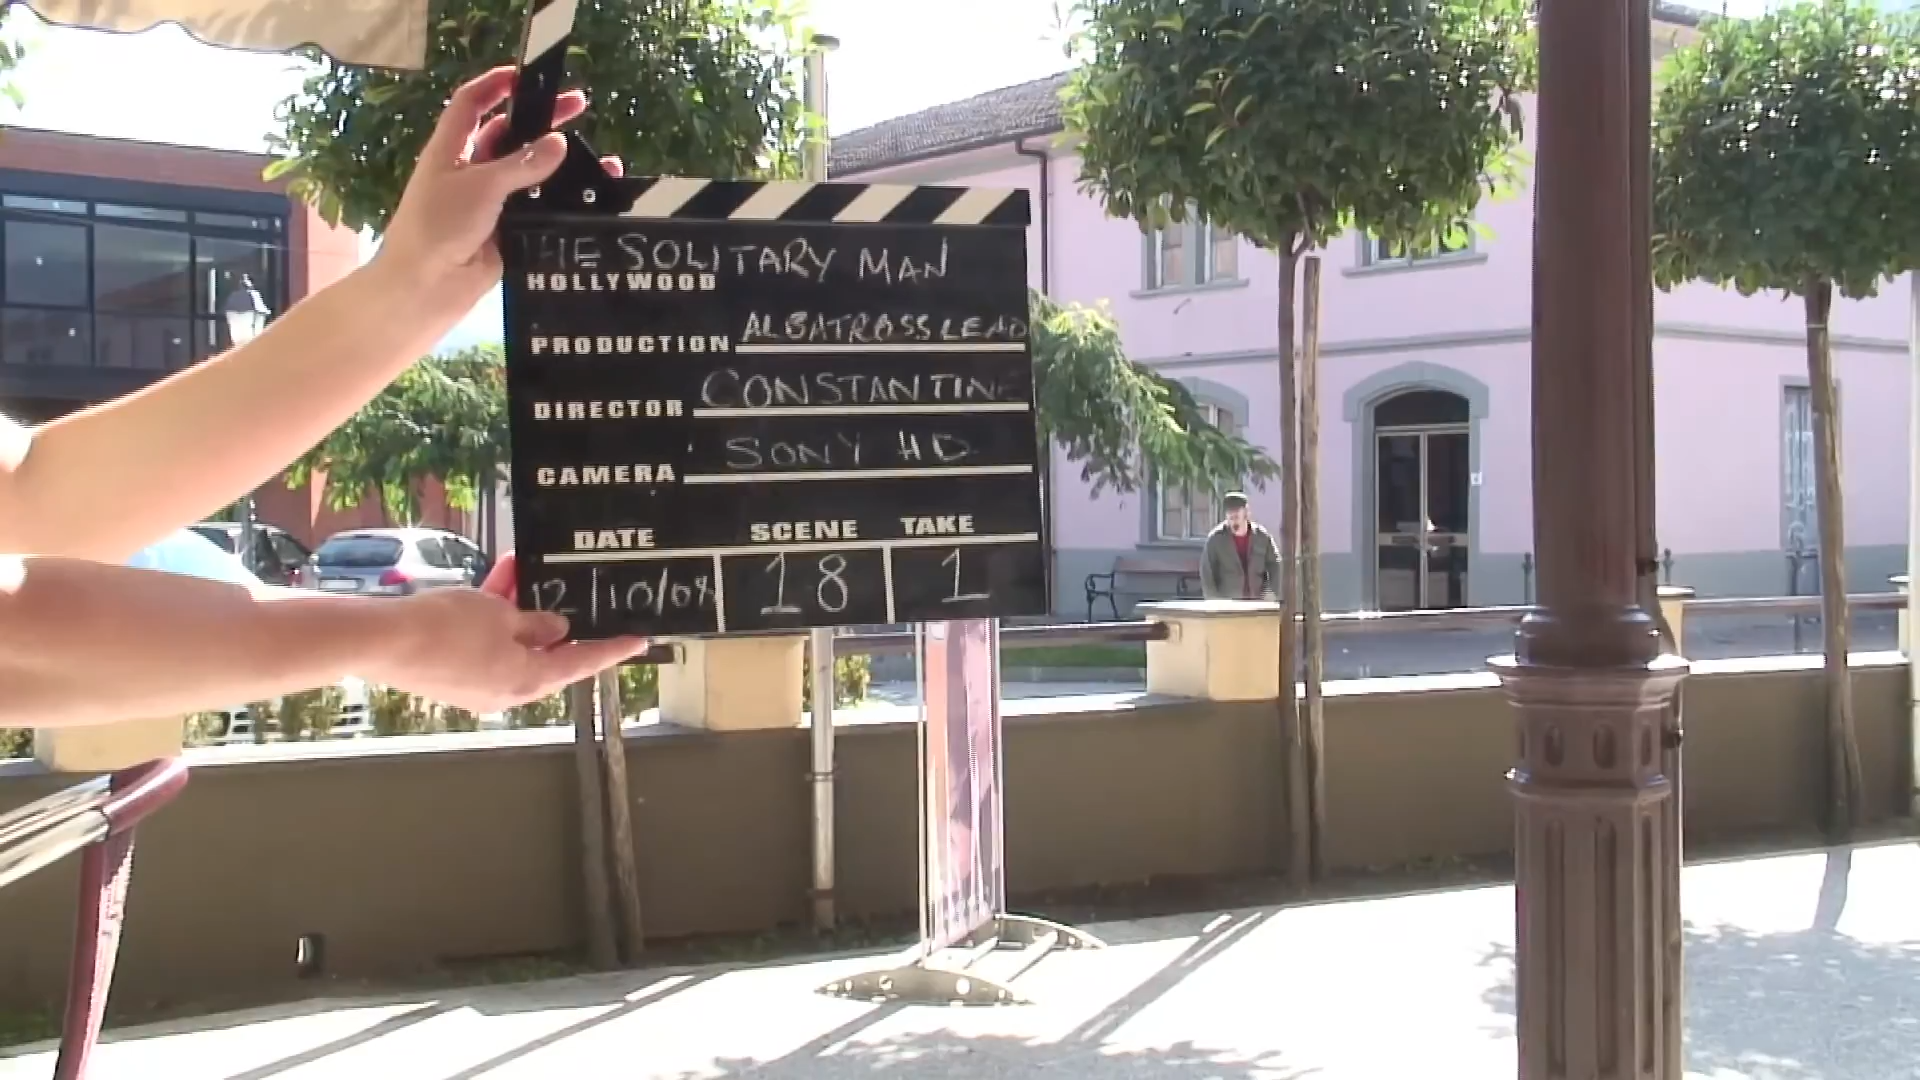 THE SOLITARY MAN
HOLLYWOOD
PRODUCTION ALBATROSS LEAD
DIRECTOR CONSTANTINE
CAMERA SONY HD
DATE SCENE TAKE
12/10/08 18 1